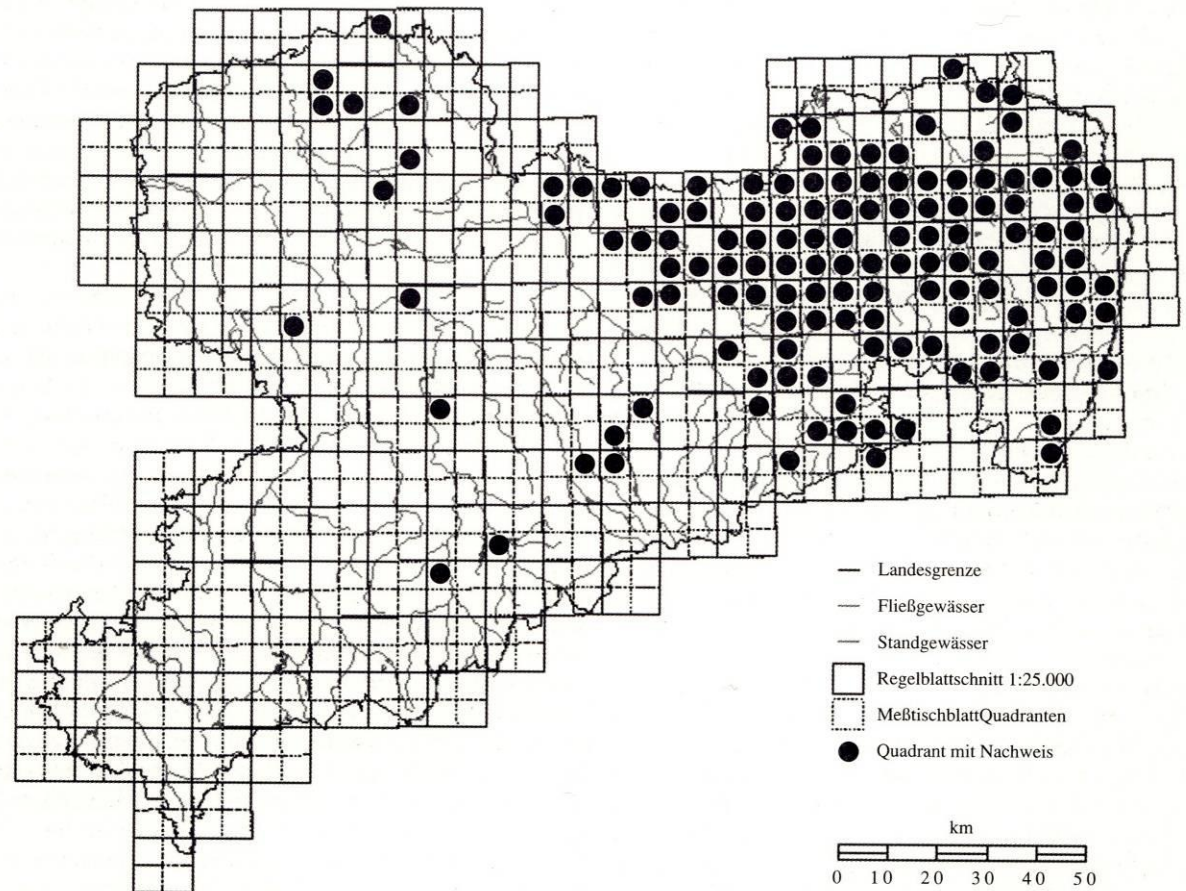 Landesgrenze
Fließgewässer
Standgewässer
Regelblattschnitt 1:25.000
MeßtischblattQuadranten
Quadrant mit Nachweis
km
0 10 20 30 40 50